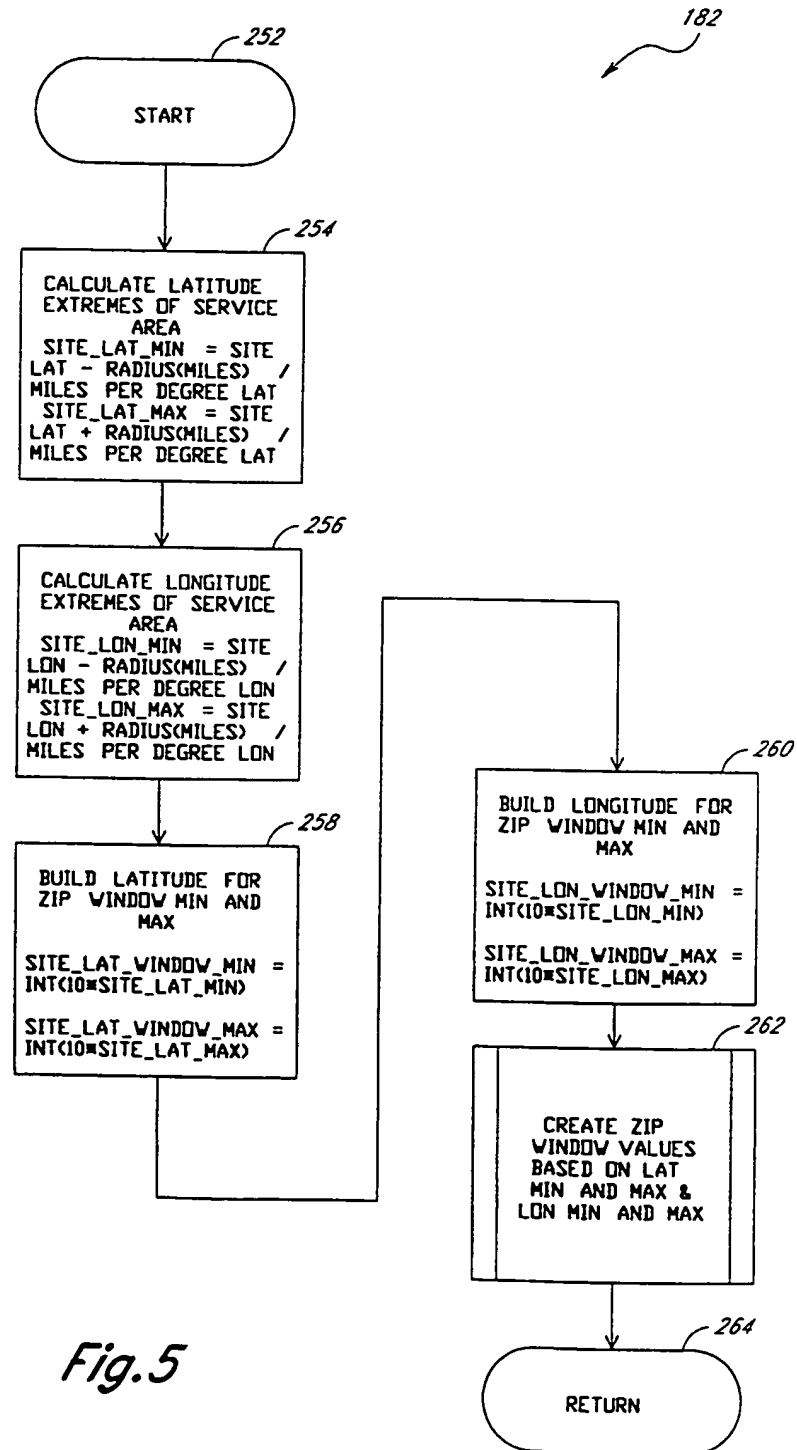 182
252
START
254
CALCULATE LATITUDE
EXTREMES OF SERVICE
AREA
SITE_LAT_MIN = SITE
LAT - RADIUS(MILES) /
MILES PER DEGREE LAT
SITE_LAT_MAX = SITE
LAT + RADIUS(MILES) /
MILES PER DEGREE LAT
256
CALCULATE LONGITUDE
EXTREMES OF SERVICE
AREA
SITE_LON_MIN = SITE
LON - RADIUS(MILES) /
MILES PER DEGREE LON
SITE_LON_MAX = SITE
LON + RADIUS(MILES) /
MILES PER DEGREE LON
258
BUILD LATITUDE FOR
ZIP WINDOW MIN AND
MAX
SITE_LAT_WINDOW_MIN =
INT(10*SITE_LAT_MIN)
SITE_LAT_WINDOW_MAX =
INT(10*SITE_LAT_MAX)
260
BUILD LONGITUDE FOR
ZIP WINDOW MIN AND
MAX
SITE_LON_WINDOW_MIN =
INT(10*SITE_LON_MIN)
SITE_LON_WINDOW_MAX =
INT(10*SITE_LON_MAX)
262
CREATE ZIP
WINDOW VALUES
BASED ON LAT
MIN AND MAX &
LON MIN AND MAX
264
RETURN
Fig.5